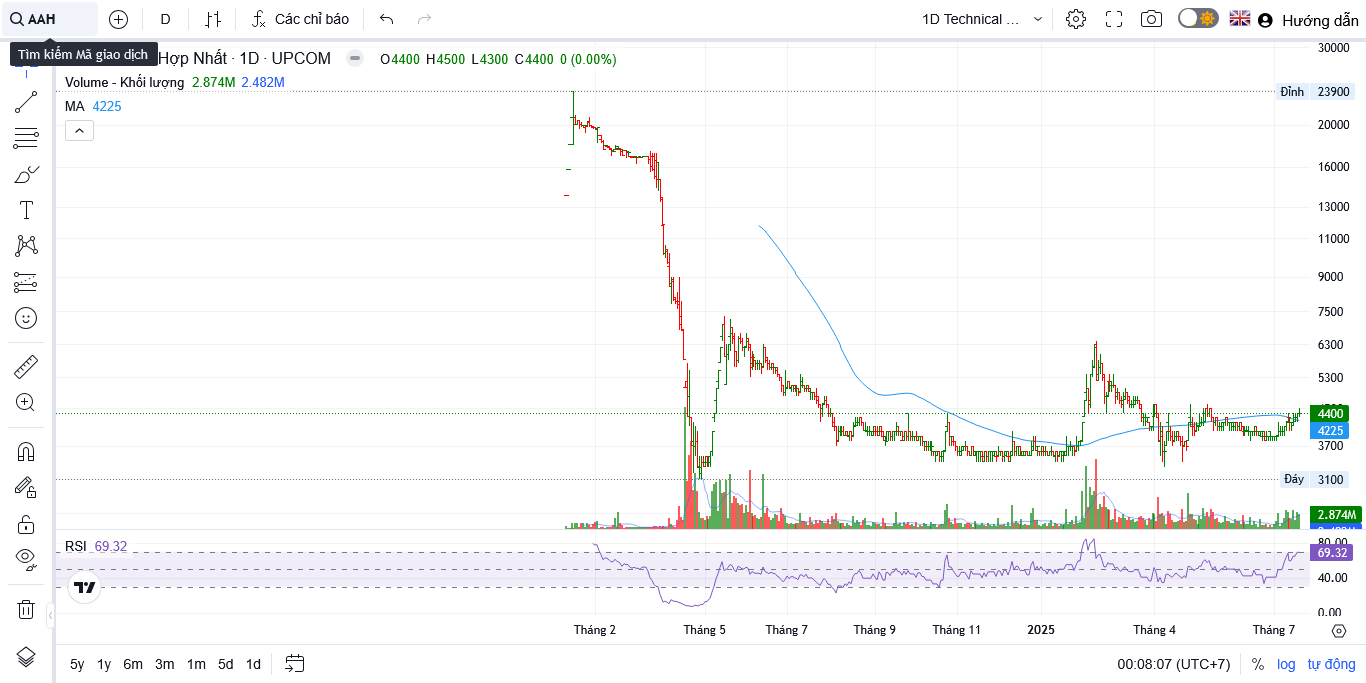 AAH
D
Các chỉ báo
1D Technical ...
Hướng dẫn
Tìm kiếm Mã giao dịch
Hợp Nhất · 1D · UPCOM
O4400 H4500 L4300 C4400 0 (0.00%)
Volume - Khối lượng 2.874M 2.482M
MA 4225
30000
Đỉnh 23900
20000
16000
13000
11000
9000
7500
6300
5300
4400
4225
3700
Đáy 3100
2.874M
RSI 69.32
80.00
69.32
40.00
0.00
Tháng 2 Tháng 5 Tháng 7 Tháng 9 Tháng 11 2025 Tháng 4 Tháng 7
5y 1y 6m 3m 1m 5d 1d
00:08:07 (UTC+7) % log tự động